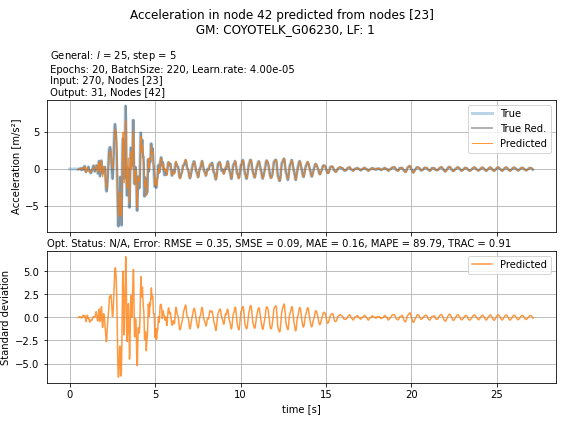 Acceleration in node 42 predicted from nodes [23]
GM: COYOTELK_G06230, LF: 1
General: l = 25, step = 5
Epochs: 20, BatchSize: 220, Learn.rate: 4.00e-05
Input: 270, Nodes [23]
Output: 31, Nodes [42]
Acceleration [m/s²]
5
0
−5
True
True Red.
Predicted
Opt. Status: N/A, Error: RMSE = 0.35, SMSE = 0.09, MAE = 0.16, MAPE = 89.79, TRAC = 0.91
Standard deviation
5.0
2.5
0.0
−2.5
−5.0
Predicted
0 5 10 15 20 25
time [s]